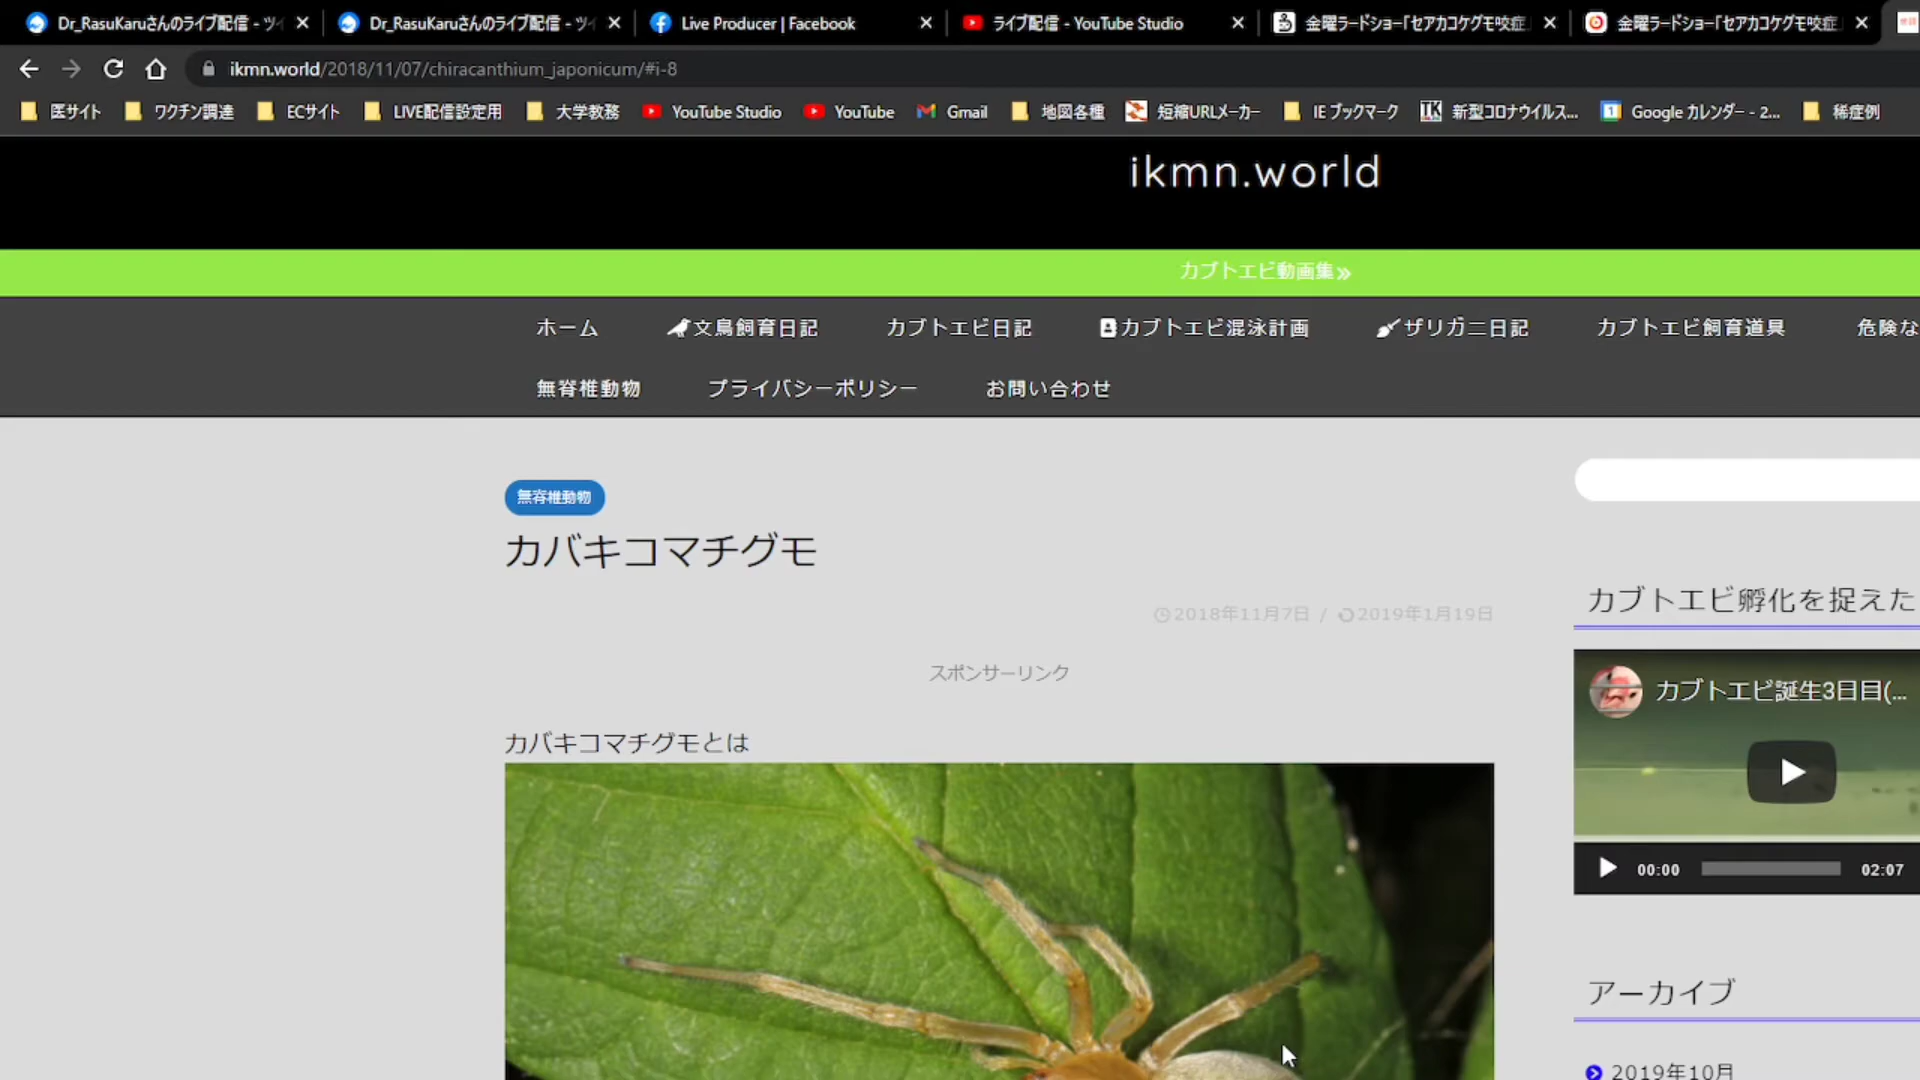 Dr_RasuKaruさんのライブ配信 - ツイ
Dr_RasuKaruさんのライブ配信 - ツイ
Live Producer | Facebook
ライブ配信 - YouTube Studio
金曜ラードショー「セアカコケグモ咬症
金曜ラードショー「セアカコケグモ咬症
ikmn.world/2018/11/07/chiracanthium_japonicum/#i-8
医サイト
ワクチン調達
ECサイト
LIVE配信設定用
大学教務
YouTube Studio
YouTube
Gmail
地図各種
短縮URLメーカー
IE ブックマーク
新型コロナウイルス...
Google カレンダー - 2...
稀症例
ikmn.world
カブトエビ動画集»
ホーム
文鳥飼育日記
カブトエビ日記
カブトエビ混泳計画
ザリガニ日記
カブトエビ飼育道具
危険な
無脊椎動物
プライバシーポリシー
お問い合わせ
無脊椎動物
カバキコマチグモ
2018年11月7日 / 2019年1月19日
スポンサーリンク
カバキコマチグモとは
カブトエビ孵化を捉えた
カブトエビ誕生3日目(...
00:00
02:07
アーカイブ
2019年10月